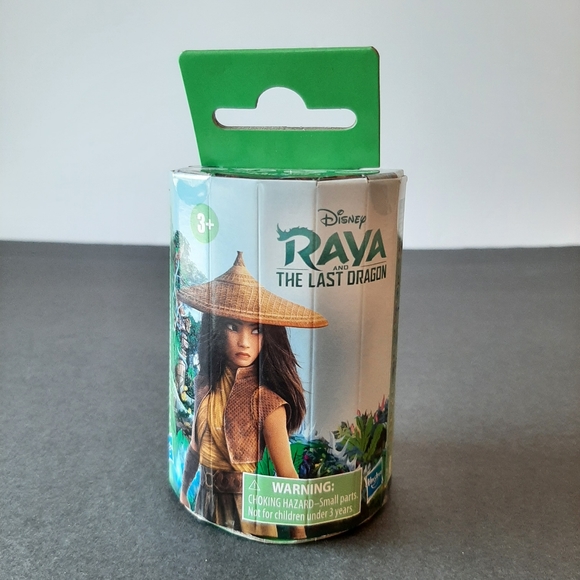 3+
Disney
RAYA
AND
THE LAST DRAGON
WARNING:
CHOKING HAZARD–Small parts.
Not for children under 3 years.
Hasbro